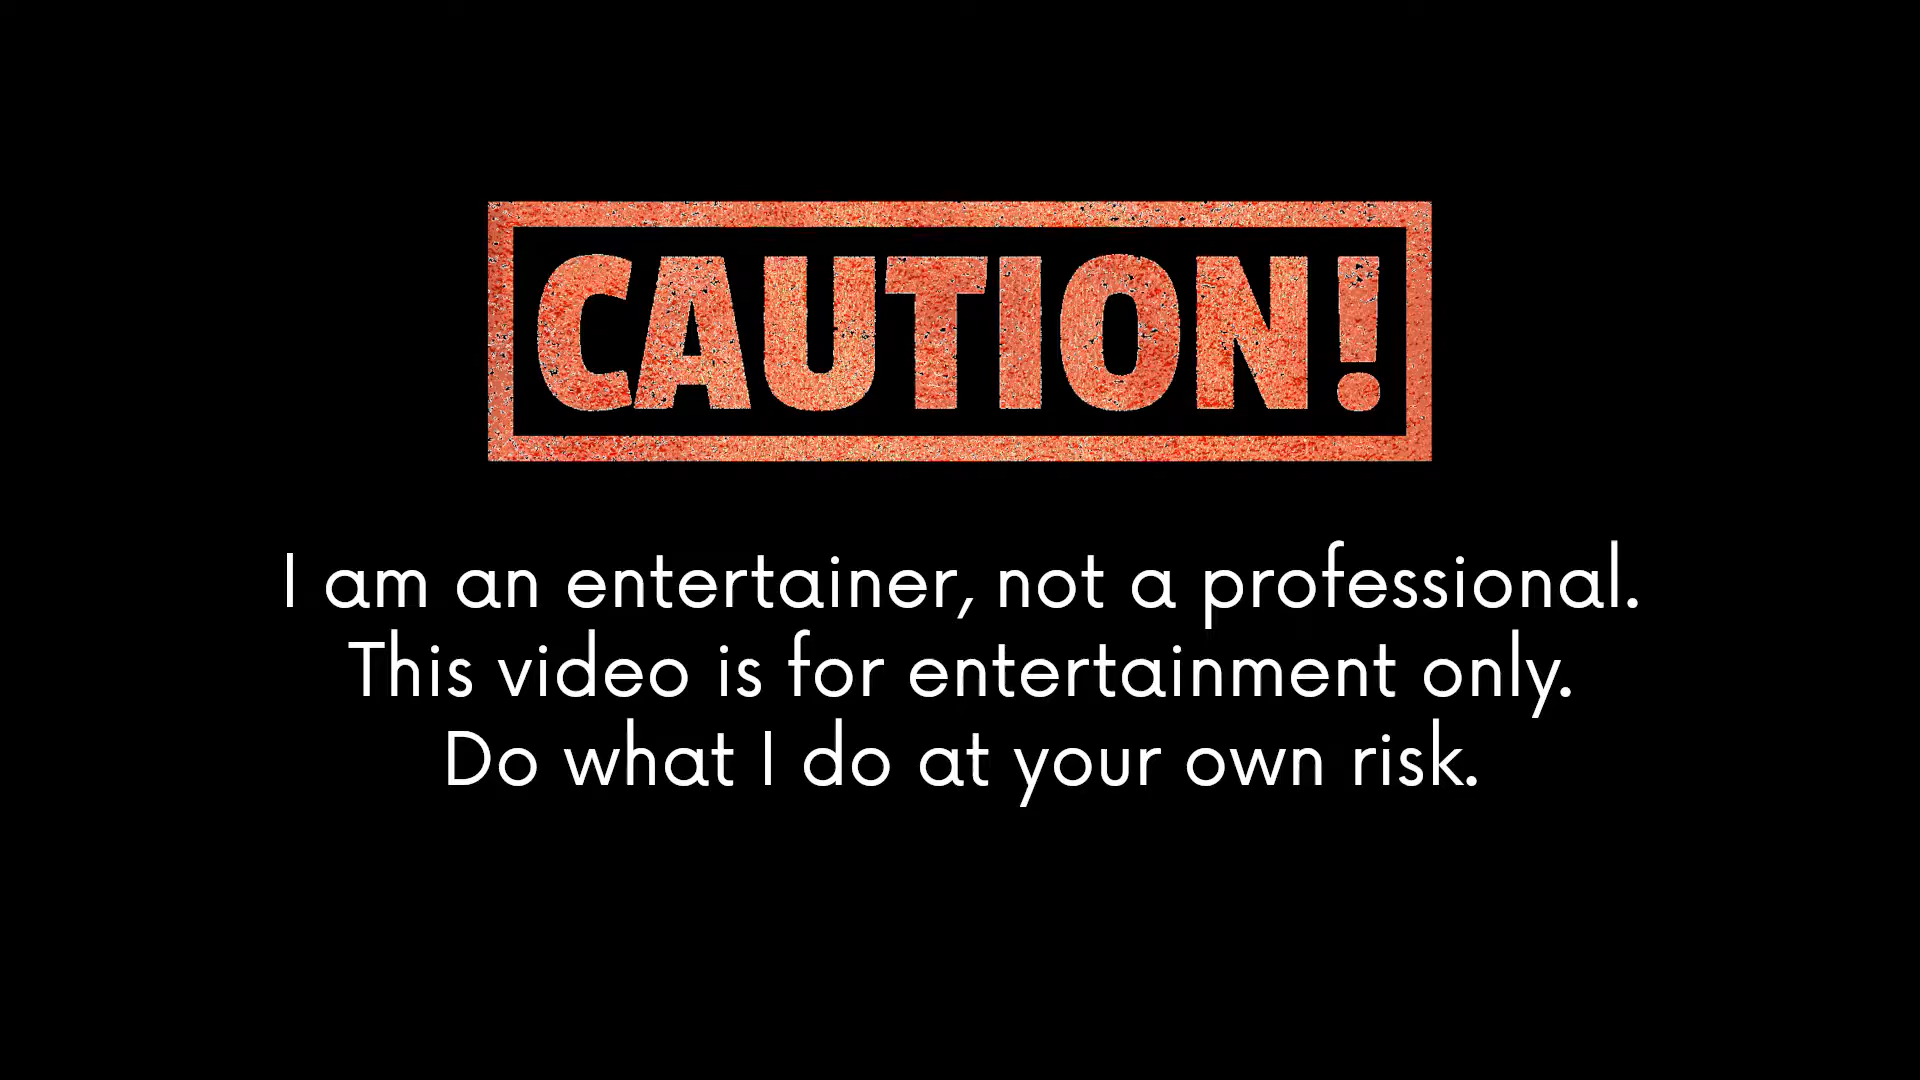 CAUTION!
I am an entertainer, not a professional.
This video is for entertainment only.
Do what I do at your own risk.